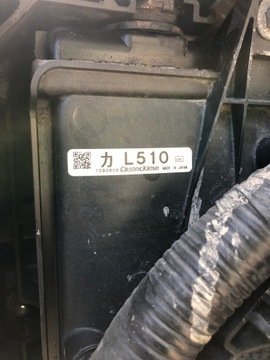 カ L510
CalsonicKansei MADE IN JAPAN